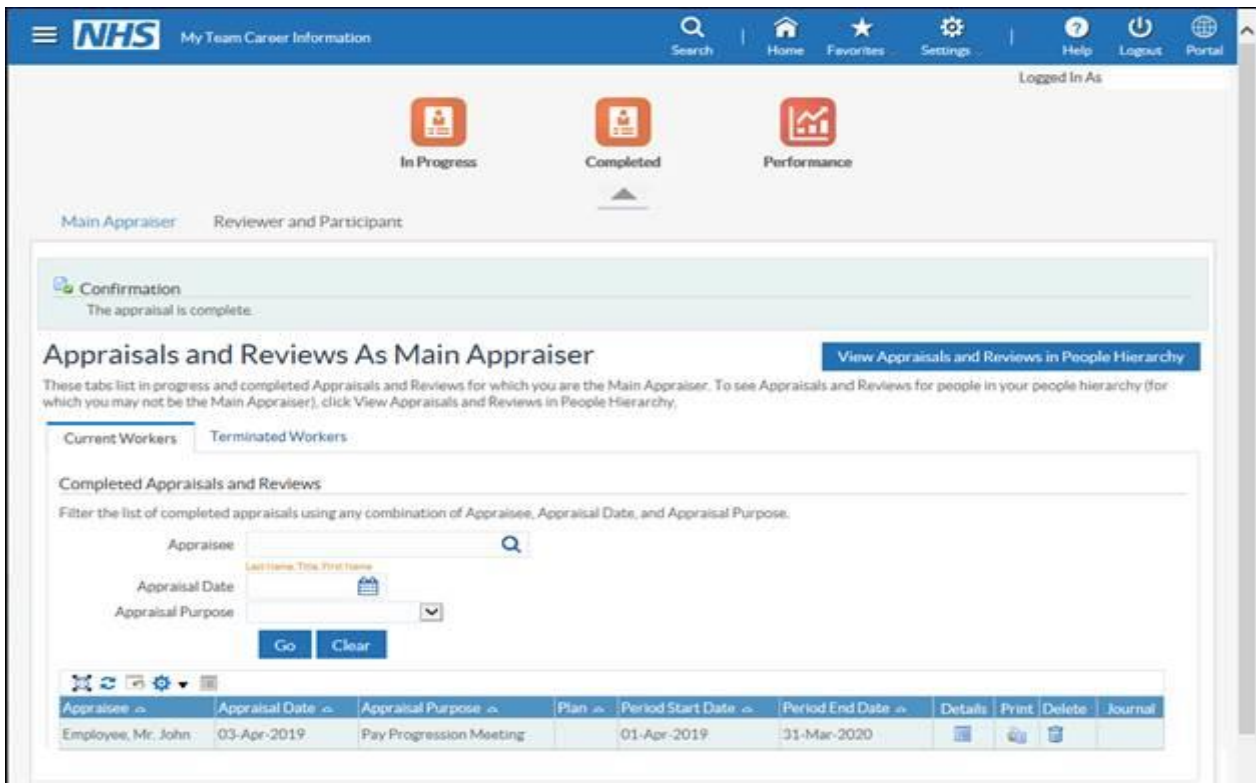 NHS My Team Career Information Search Home Favorites Settings Help Logout Portal
Logged In As
In Progress Completed Performance
Main Appraiser Reviewer and Participant
Confirmation
The appraisal is complete.
Appraisals and Reviews As Main Appraiser View Appraisals and Reviews in People Hierarchy
These tabs list in progress and completed Appraisals and Reviews for which you are the Main Appraiser. To see Appraisals and Reviews for people in your people hierarchy (for
which you may not be the Main Appraiser), click View Appraisals and Reviews in People Hierarchy.
Current Workers Terminated Workers
Completed Appraisals and Reviews
Filter the list of completed appraisals using any combination of Appraisee, Appraisal Date, and Appraisal Purpose.
Appraisee
Last Name, Title, First Name
Appraisal Date
Appraisal Purpose
Go Clear
Appraisee Appraisal Date Appraisal Purpose Plan Period Start Date Period End Date Details Print Delete Journal
Employee, Mr. John 03-Apr-2019 Pay Progression Meeting 01-Apr-2019 31-Mar-2020